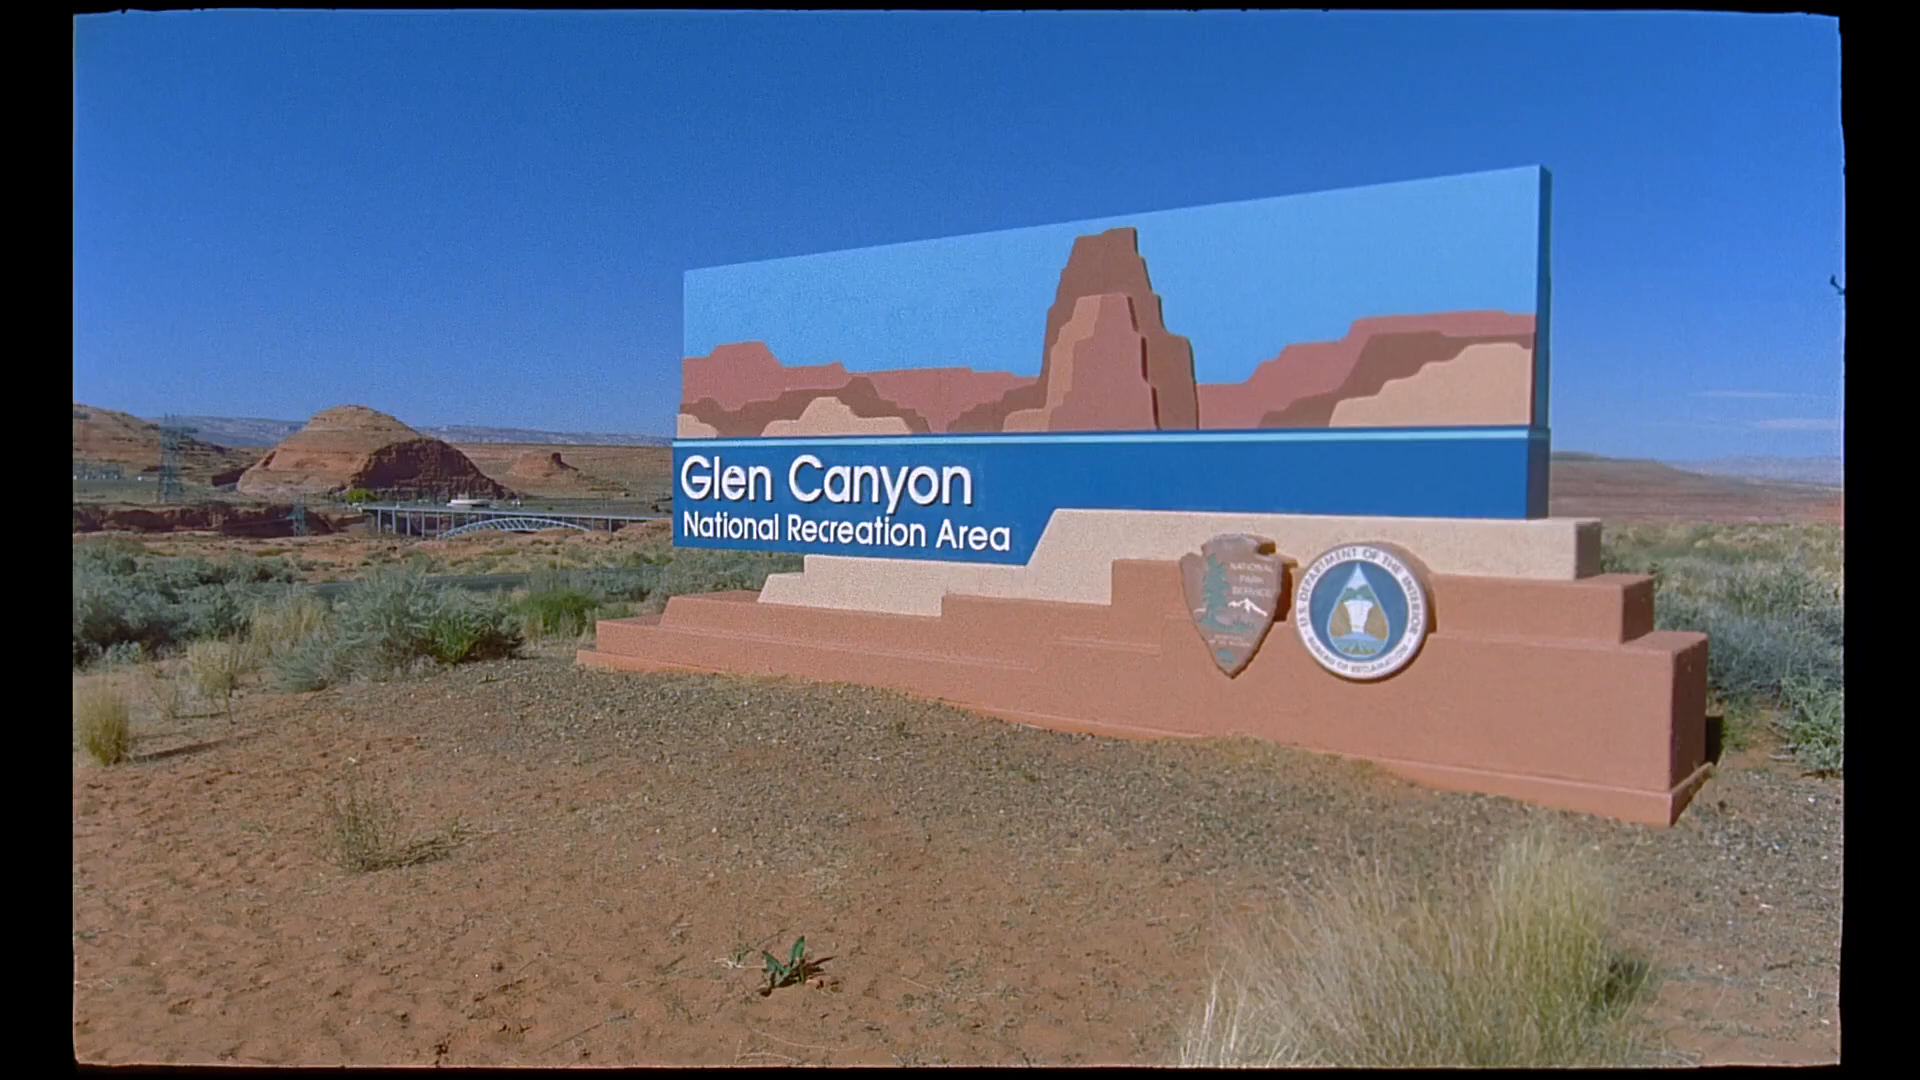 Glen Canyon
National Recreation Area
NATIONAL
PARK
SERVICE
U.S. DEPARTMENT OF THE INTERIOR
BUREAU OF RECLAMATION